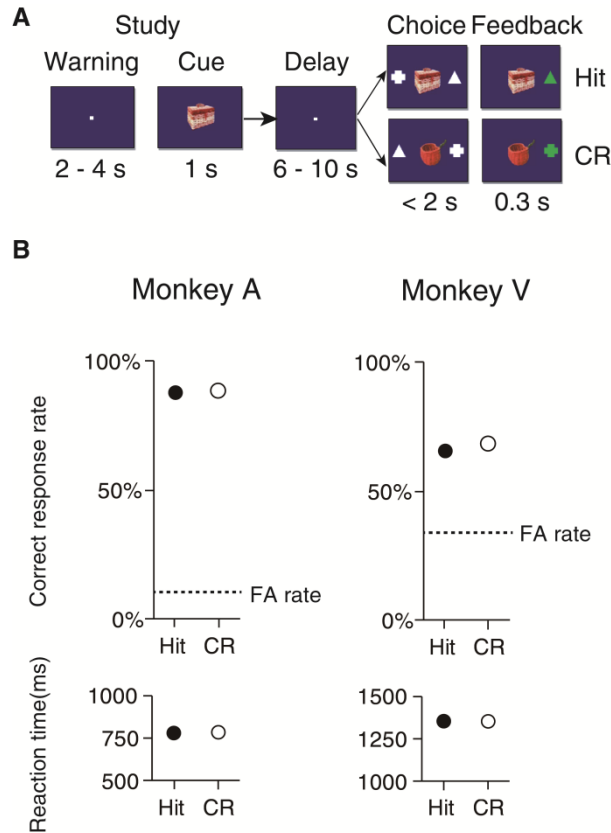 A
Study
Warning Cue Delay Choice Feedback
Hit
CR
2 - 4 s 1 s 6 - 10 s < 2 s 0.3 s
B
Monkey A Monkey V
Correct response rate
100%
50%
0%
FA rate
Hit CR
100%
50%
0%
FA rate
Hit CR
Reaction time(ms)
1000
750
500
Hit CR
1500
1250
1000
Hit CR